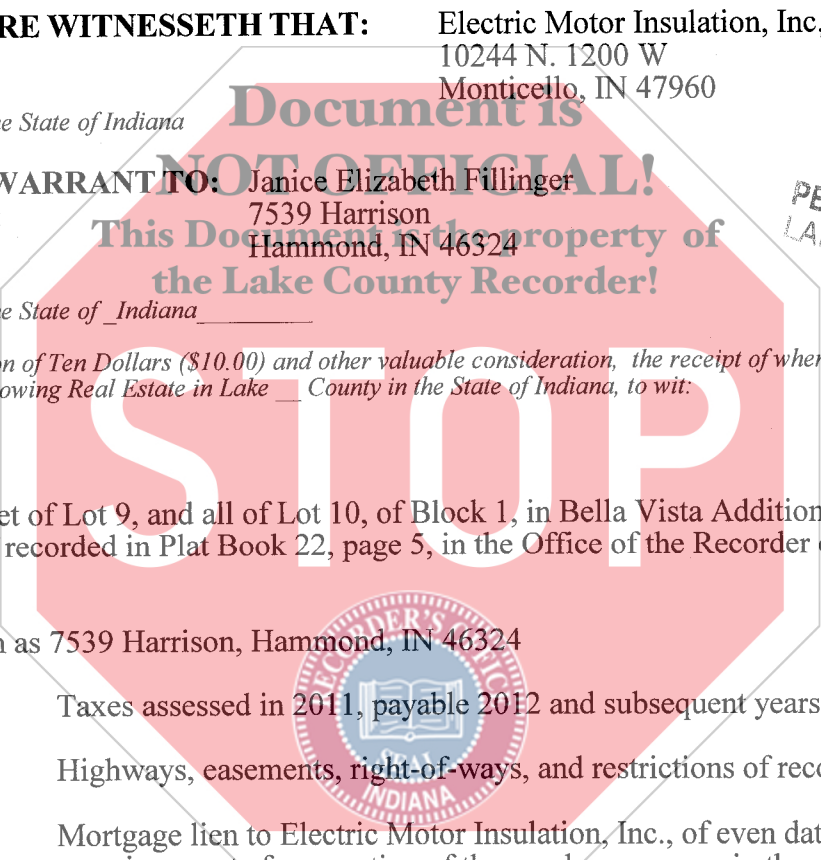 RE WITNESSETH THAT: Electric Motor Insulation, Inc,
10244 N. 1200 W
Monticello, IN 47960
Document is
e State of Indiana
NOT OFFICIAL!
WARRANT TO: Janice Elizabeth Fillinger
7539 Harrison
Hammond, IN 46324
PE
LA
This Document is the property of
the Lake County Recorder!
e State of _Indiana__________
on of Ten Dollars ($10.00) and other valuable consideration, the receipt of wher
owing Real Estate in Lake __ County in the State of Indiana, to wit:
STOP
et of Lot 9, and all of Lot 10, of Block 1, in Bella Vista Addition
recorded in Plat Book 22, page 5, in the Office of the Recorder
n as 7539 Harrison, Hammond, IN 46324
RECORDER'S OFFICE
SEAL
INDIANA
Taxes assessed in 2011, payable 2012 and subsequent years
Highways, easements, right-of-ways, and restrictions of reco
Mortgage lien to Electric Motor Insulation, Inc., of even dat